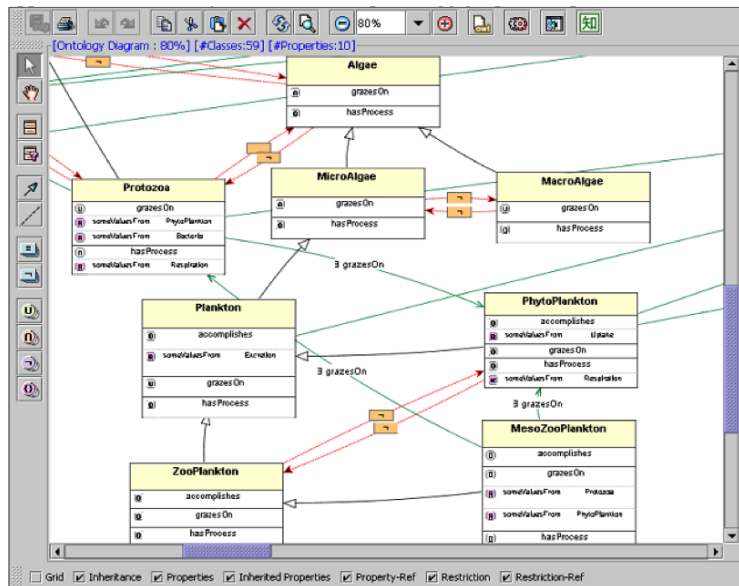 80%
知
[Ontology Diagram : 80%] [#Classes:59] [#Properties:10]
Algae
grazesOn
hasProcess
Protozoa
grazesOn
someValuesFrom PhytoPlankton
someValuesFrom Bacteria
hasProcess
someValuesFrom Respiration
MicroAlgae
grazesOn
hasProcess
MacroAlgae
grazesOn
hasProcess
∃ grazesOn
Plankton
accomplishes
someValuesFrom Excretion
grazesOn
hasProcess
PhytoPlankton
accomplishes
someValuesFrom Uptake
grazesOn
hasProcess
someValuesFrom Respiration
∃ grazesOn
∃ grazesOn
ZooPlankton
accomplishes
grazesOn
hasProcess
MesoZooPlankton
accomplishes
grazesOn
someValuesFrom Protozoa
someValuesFrom PhytoPlankton
hasProcess
Grid Inheritance Properties Inherited Properties Property-Ref Restriction Restriction-Ref